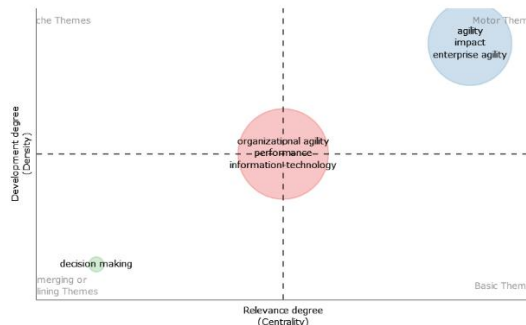 che Themes
Motor Theme
agility
impact
enterprise agility
organizational agility
performance
information-technology
decision making
merging or
lining Themes
Basic Them
Development degree
(Density)
Relevance degree
(Centrality)